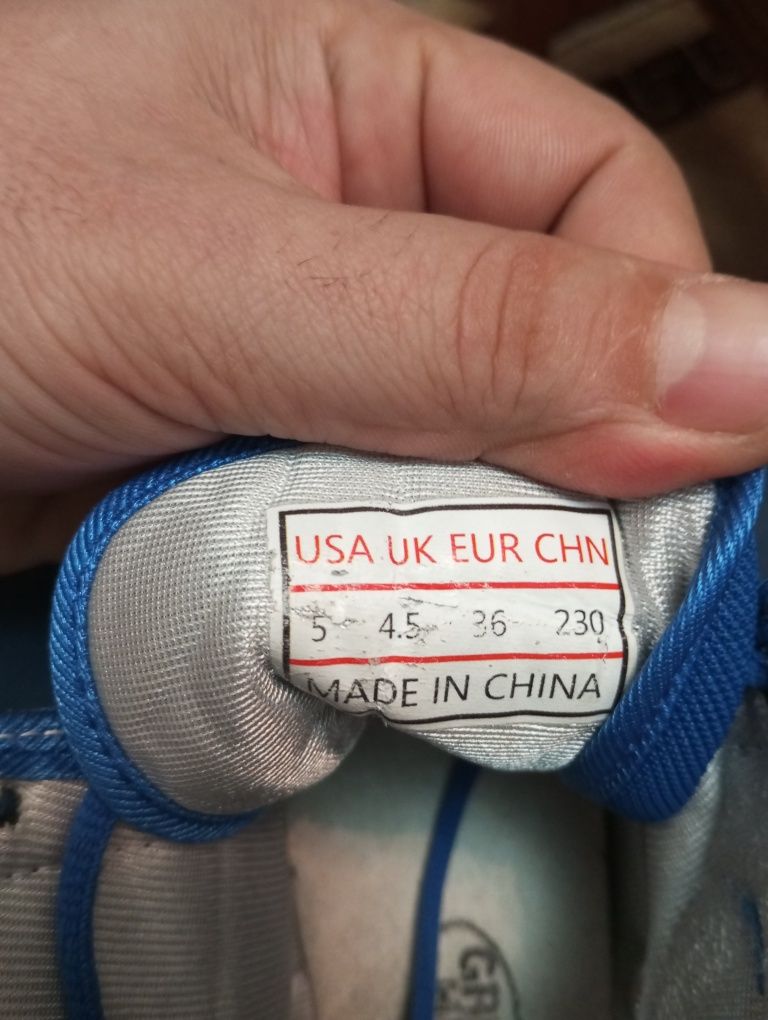 USA UK EUR CHN
5 4.5 36 230
MADE IN CHINA